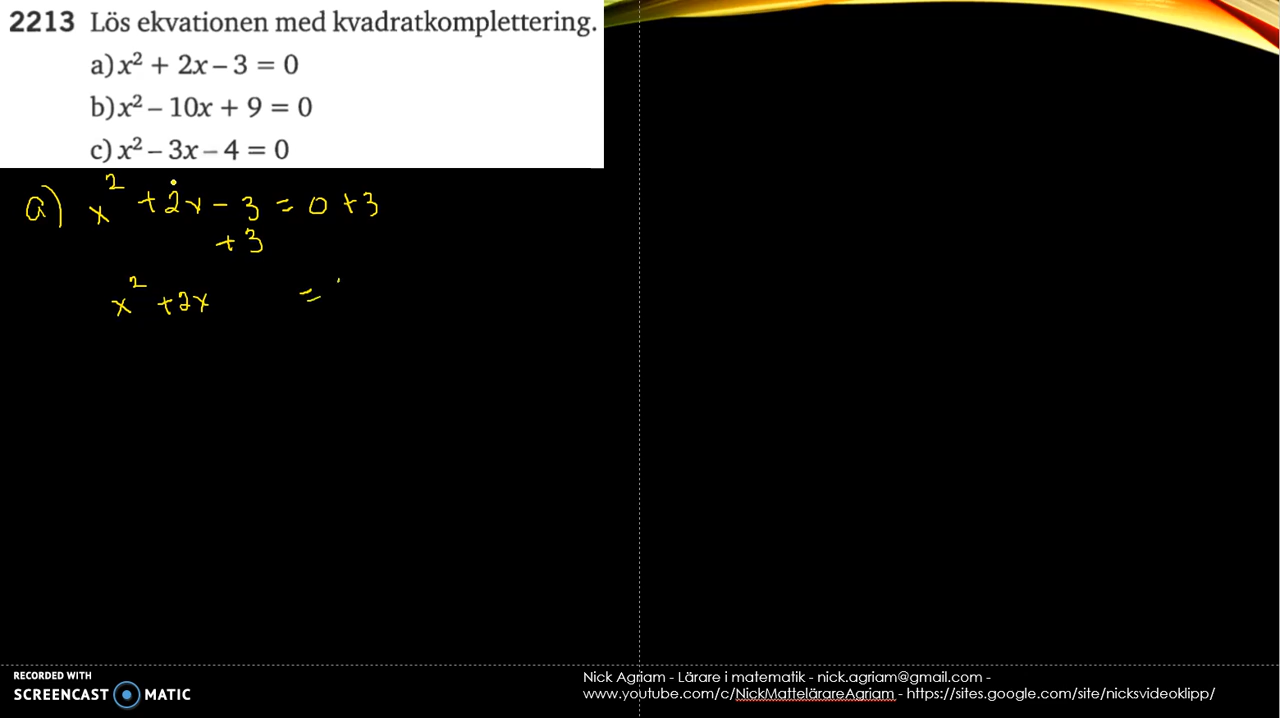 2213 Lös ekvationen med kvadratkomplettering.
a) x² + 2x – 3 = 0
b) x² – 10x + 9 = 0
c) x² – 3x – 4 = 0
a) x² + 2x - 3 = 0 + 3
+ 3
x² + 2x =
RECORDED WITH
SCREENCAST MATIC
Nick Agriam - Lärare i matematik - nick.agriam@gmail.com -
www.youtube.com/c/NickMattelärareAgriam - https://sites.google.com/site/nicksvideoklipp/